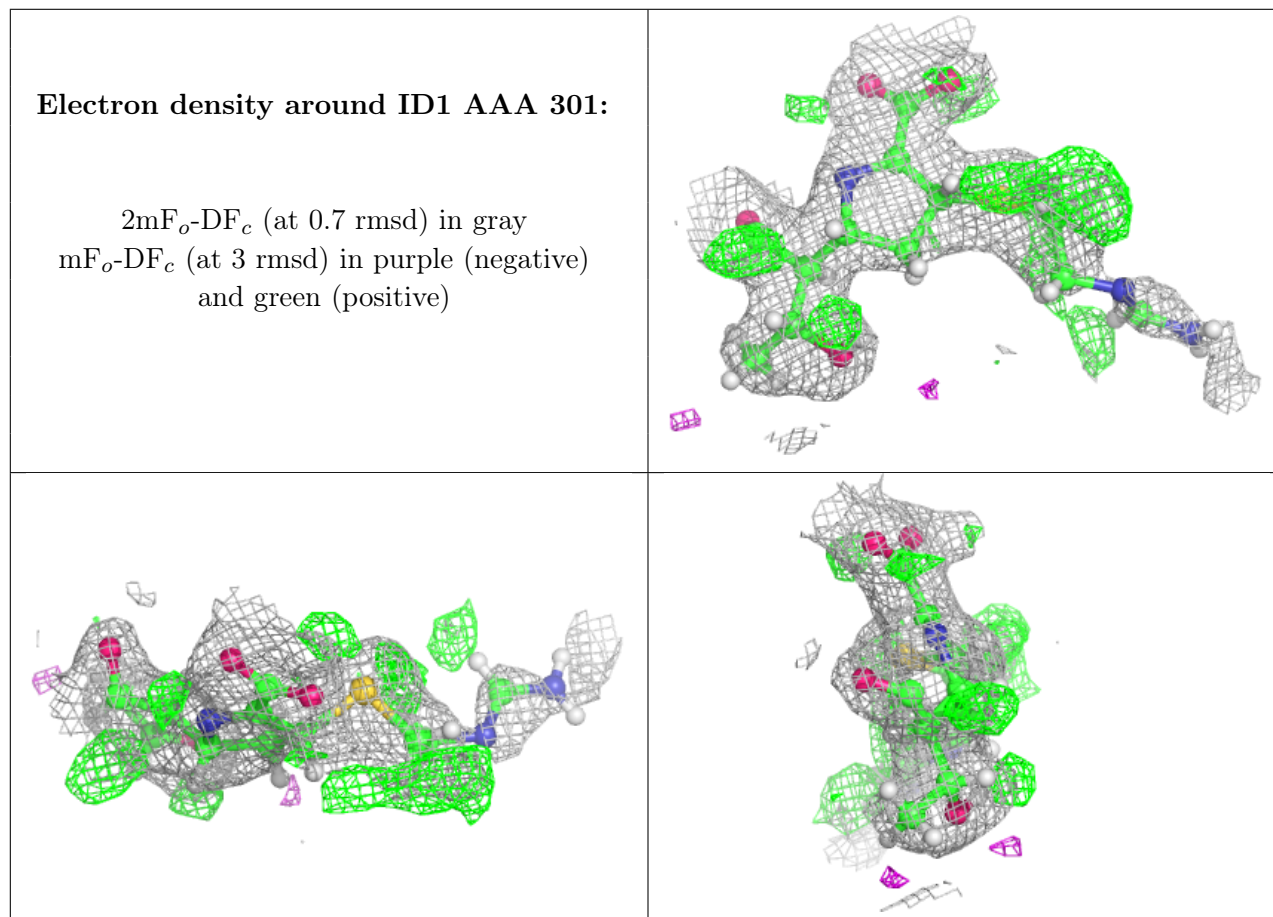 Electron density around ID1 AAA 301:
2mFₒ-DF𝒸 (at 0.7 rmsd) in gray
mFₒ-DF𝒸 (at 3 rmsd) in purple (negative)
and green (positive)